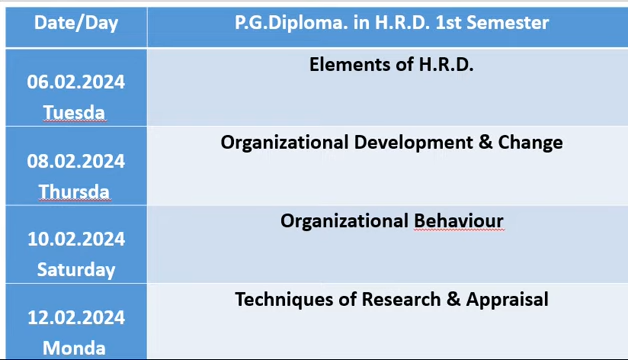 Date/Day
P.G.Diploma. in H.R.D. 1st Semester
06.02.2024
Tuesda
Elements of H.R.D.
08.02.2024
Thursda
Organizational Development & Change
10.02.2024
Saturday
Organizational Behaviour
12.02.2024
Monda
Techniques of Research & Appraisal